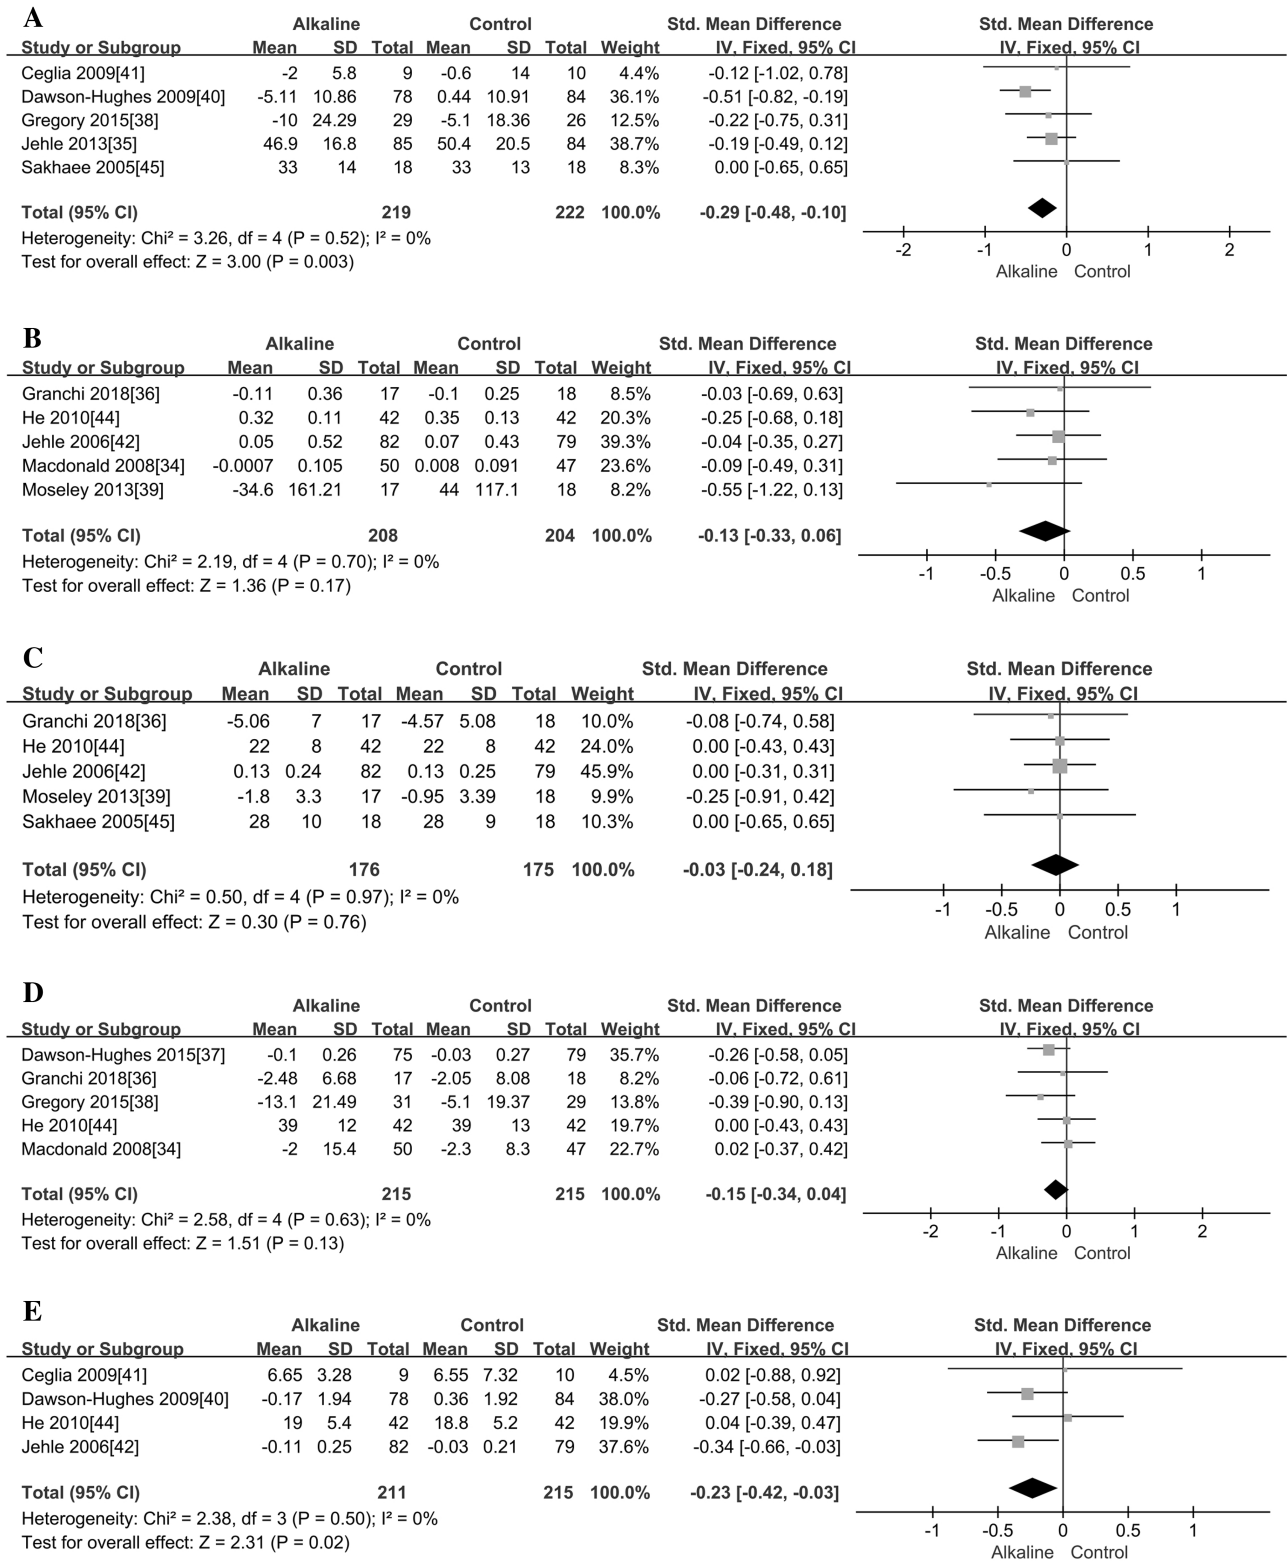 A
Alkaline Control Std. Mean Difference Std. Mean Difference
Study or Subgroup Mean SD Total Mean SD Total Weight IV, Fixed, 95% CI IV, Fixed, 95% CI
Ceglia 2009[41] -2 5.8 9 -0.6 14 10 4.4% -0.12 [-1.02, 0.78]
Dawson-Hughes 2009[40] -5.11 10.86 78 0.44 10.91 84 36.1% -0.51 [-0.82, -0.19]
Gregory 2015[38] -10 24.29 29 -5.1 18.36 26 12.5% -0.22 [-0.75, 0.31]
Jehle 2013[35] 46.9 16.8 85 50.4 20.5 84 38.7% -0.19 [-0.49, 0.12]
Sakhaee 2005[45] 33 14 18 33 13 18 8.3% 0.00 [-0.65, 0.65]
Total (95% CI) 219 222 100.0% -0.29 [-0.48, -0.10]
Heterogeneity: Chi² = 3.26, df = 4 (P = 0.52); I² = 0%
Test for overall effect: Z = 3.00 (P = 0.003)
-2 -1 0 1 2
Alkaline Control
B
Alkaline Control Std. Mean Difference Std. Mean Difference
Study or Subgroup Mean SD Total Mean SD Total Weight IV, Fixed, 95% CI IV, Fixed, 95% CI
Granchi 2018[36] -0.11 0.36 17 -0.1 0.25 18 8.5% -0.03 [-0.69, 0.63]
He 2010[44] 0.32 0.11 42 0.35 0.13 42 20.3% -0.25 [-0.68, 0.18]
Jehle 2006[42] 0.05 0.52 82 0.07 0.43 79 39.3% -0.04 [-0.35, 0.27]
Macdonald 2008[34] -0.0007 0.105 50 0.008 0.091 47 23.6% -0.09 [-0.49, 0.31]
Moseley 2013[39] -34.6 161.21 17 44 117.1 18 8.2% -0.55 [-1.22, 0.13]
Total (95% CI) 208 204 100.0% -0.13 [-0.33, 0.06]
Heterogeneity: Chi² = 2.19, df = 4 (P = 0.70); I² = 0%
Test for overall effect: Z = 1.36 (P = 0.17)
-1 -0.5 0 0.5 1
Alkaline Control
C
Alkaline Control Std. Mean Difference Std. Mean Difference
Study or Subgroup Mean SD Total Mean SD Total Weight IV, Fixed, 95% CI IV, Fixed, 95% CI
Granchi 2018[36] -5.06 7 17 -4.57 5.08 18 10.0% -0.08 [-0.74, 0.58]
He 2010[44] 22 8 42 22 8 42 24.0% 0.00 [-0.43, 0.43]
Jehle 2006[42] 0.13 0.24 82 0.13 0.25 79 45.9% 0.00 [-0.31, 0.31]
Moseley 2013[39] -1.8 3.3 17 -0.95 3.39 18 9.9% -0.25 [-0.91, 0.42]
Sakhaee 2005[45] 28 10 18 28 9 18 10.3% 0.00 [-0.65, 0.65]
Total (95% CI) 176 175 100.0% -0.03 [-0.24, 0.18]
Heterogeneity: Chi² = 0.50, df = 4 (P = 0.97); I² = 0%
Test for overall effect: Z = 0.30 (P = 0.76)
-1 -0.5 0 0.5 1
Alkaline Control
D
Alkaline Control Std. Mean Difference Std. Mean Difference
Study or Subgroup Mean SD Total Mean SD Total Weight IV, Fixed, 95% CI IV, Fixed, 95% CI
Dawson-Hughes 2015[37] -0.1 0.26 75 -0.03 0.27 79 35.7% -0.26 [-0.58, 0.05]
Granchi 2018[36] -2.48 6.68 17 -2.05 8.08 18 8.2% -0.06 [-0.72, 0.61]
Gregory 2015[38] -13.1 21.49 31 -5.1 19.37 29 13.8% -0.39 [-0.90, 0.13]
He 2010[44] 39 12 42 39 13 42 19.7% 0.00 [-0.43, 0.43]
Macdonald 2008[34] -2 15.4 50 -2.3 8.3 47 22.7% 0.02 [-0.37, 0.42]
Total (95% CI) 215 215 100.0% -0.15 [-0.34, 0.04]
Heterogeneity: Chi² = 2.58, df = 4 (P = 0.63); I² = 0%
Test for overall effect: Z = 1.51 (P = 0.13)
-2 -1 0 1 2
Alkaline Control
E
Alkaline Control Std. Mean Difference Std. Mean Difference
Study or Subgroup Mean SD Total Mean SD Total Weight IV, Fixed, 95% CI IV, Fixed, 95% CI
Ceglia 2009[41] 6.65 3.28 9 6.55 7.32 10 4.5% 0.02 [-0.88, 0.92]
Dawson-Hughes 2009[40] -0.17 1.94 78 0.36 1.92 84 38.0% -0.27 [-0.58, 0.04]
He 2010[44] 19 5.4 42 18.8 5.2 42 19.9% 0.04 [-0.39, 0.47]
Jehle 2006[42] -0.11 0.25 82 -0.03 0.21 79 37.6% -0.34 [-0.66, -0.03]
Total (95% CI) 211 215 100.0% -0.23 [-0.42, -0.03]
Heterogeneity: Chi² = 2.38, df = 3 (P = 0.50); I² = 0%
Test for overall effect: Z = 2.31 (P = 0.02)
-1 -0.5 0 0.5 1
Alkaline Control